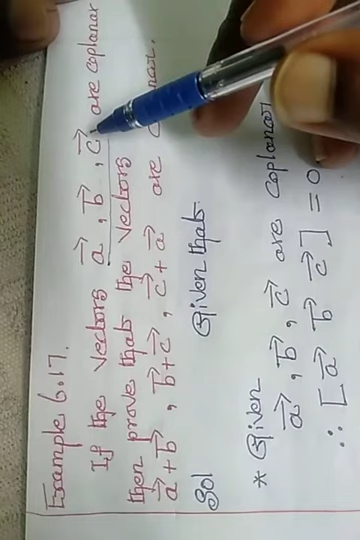 Example 6.17.
If the vectors a⃗, b⃗, c⃗ are coplanar
then prove that the vectors
a⃗+b⃗, b⃗+c⃗, c⃗+a⃗ are
Sol Given that
* Given
a⃗, b⃗, c⃗ are coplanar
∴ [a⃗ b⃗ c⃗] = 0